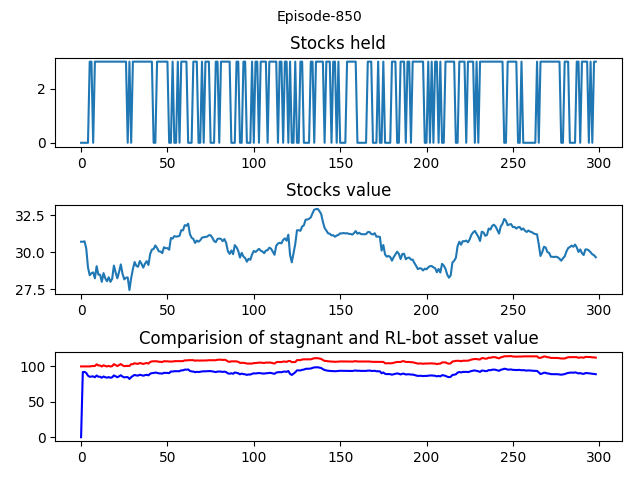 Episode-850
Stocks held
2
0
0 50 100 150 200 250 300
Stocks value
32.5
30.0
27.5
0 50 100 150 200 250 300
Comparision of stagnant and RL-bot asset value
100
50
0
0 50 100 150 200 250 300